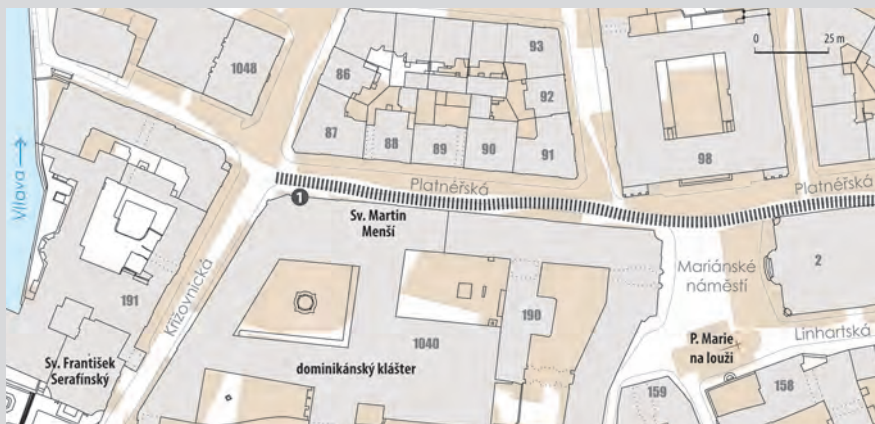 93
0
25 m
1048
86
92
87
88
89
90
91
98
Platnéřská
Platnéřská
1
Sv. Martin
Menší
Vltava
Křižovnická
Mariánské
náměstí
2
191
190
Linhartská
P. Marie
na louži
1040
Sv. František
Serafínský
dominikánský klášter
159
158